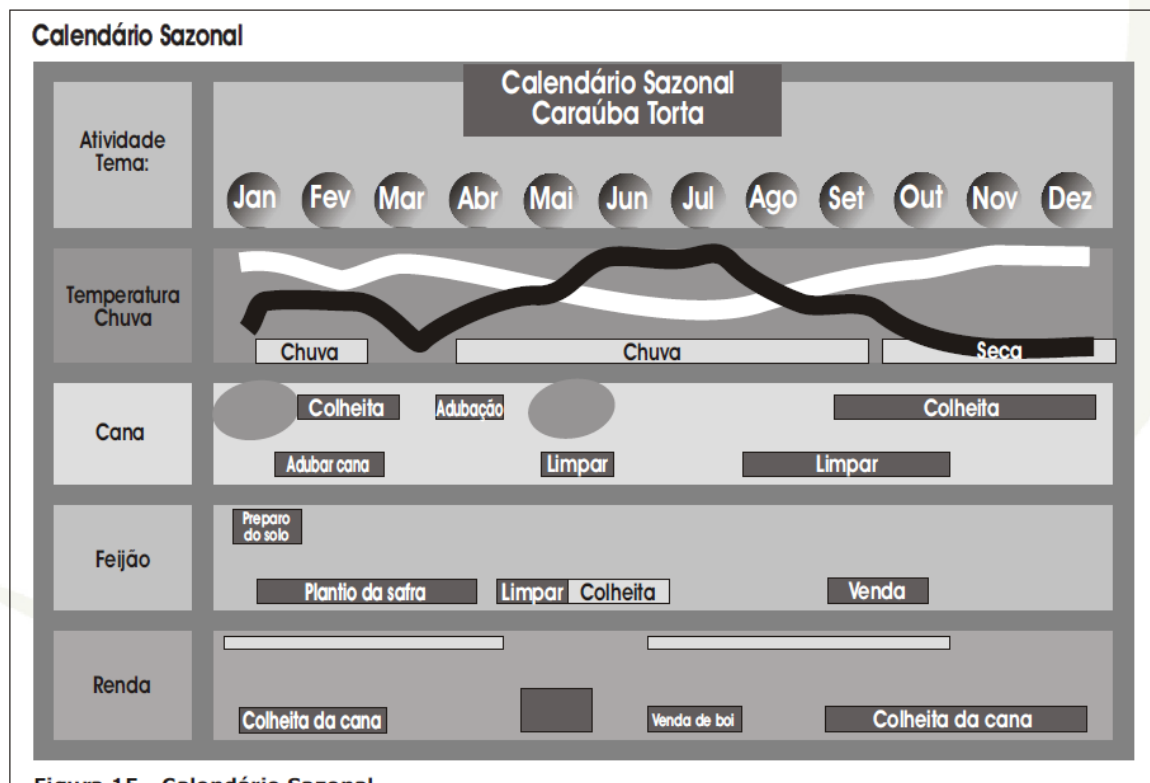 Calendário Sazonal
Calendário Sazonal
Caraúba Torta
Atividade
Tema:
Jan Fev Mar Abr Mai Jun Jul Ago Set Out Nov Dez
Temperatura
Chuva
Chuva Chuva Seca
Cana
Colheita Adubação Colheita
Adubar cana Limpar Limpar
Feijão
Preparo
do solo
Plantio da safra Limpar Colheita Venda
Renda
Colheita da cana Venda de boi Colheita da cana
Figura 15 - Calendário Sazonal